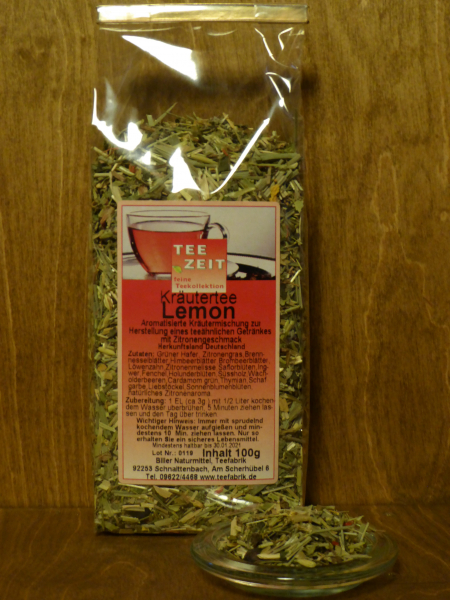 TEE
ZEIT
feine
Teekollektion
Kräutertee
Lemon
Aromatisierte Kräutermischung zur
Herstellung eines teeähnlichen Getränkes
mit Zitronengeschmack
Herkunftsland Deutschland
Zutaten: Grüner Hafer, Zitronengras,Brenn-
nesselblätter,Himbeerblätter, Brombeerblätter,
Löwenzahn,Zitronenmelisse, Saflorblüten,Ing-
wer,Fenchel,Holunderblüten,Süssholz,Wach
olderbeeren,Cardamom grün,Thymian,Schaf
garbe,Liebstöckel,Sonnenblumenblüten,
natürliches Zitronenaroma
Zubereitung: 1 EL (ca.3g ) mit 1/2 Liter kochen
dem Wasser überbrühen. 5 Minuten ziehen las-
sen und den Tag über trinken
Wichtiger Hinweis: Immer mit sprudelnd
kochendem Wasser aufgießen und min-
destens 10 Min. ziehen lassen. Nur so
erhalten Sie ein sicheres Lebensmittel.
Mindestens haltbar bis 30.01.2021
Lot Nr.: 0119 Inhalt 100g
Biller Naturmittel, Teefabrik
92253 Schnaittenbach, Am Scherhübel 6
Tel. 09622/4468 www.teefabrik.de